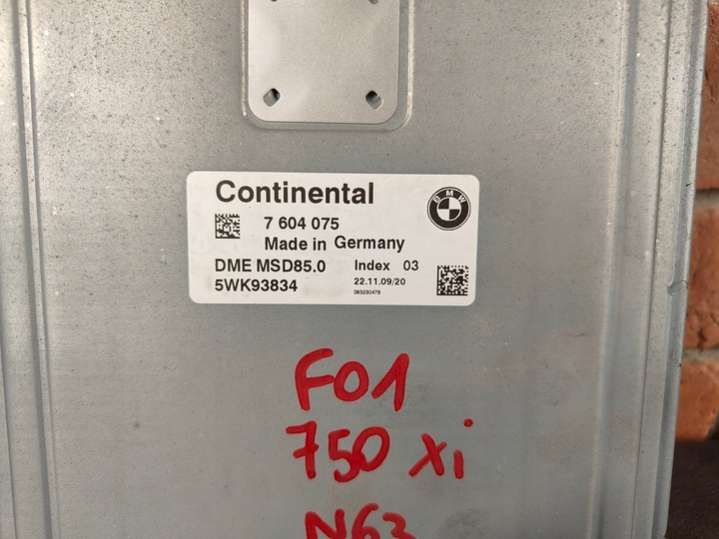 Continental
BMW
7 604 075
Made in Germany
DME MSD85.0 Index 03
5WK93834 22.11.09/20
F01
750 xi
N63